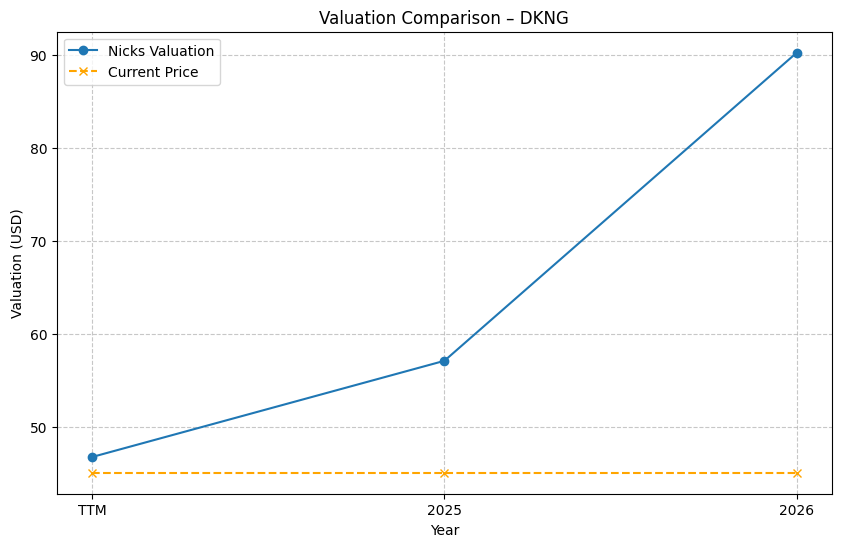 Valuation Comparison – DKNG
Nicks Valuation
Current Price
90
80
70
60
50
Valuation (USD)
TTM
2025
2026
Year